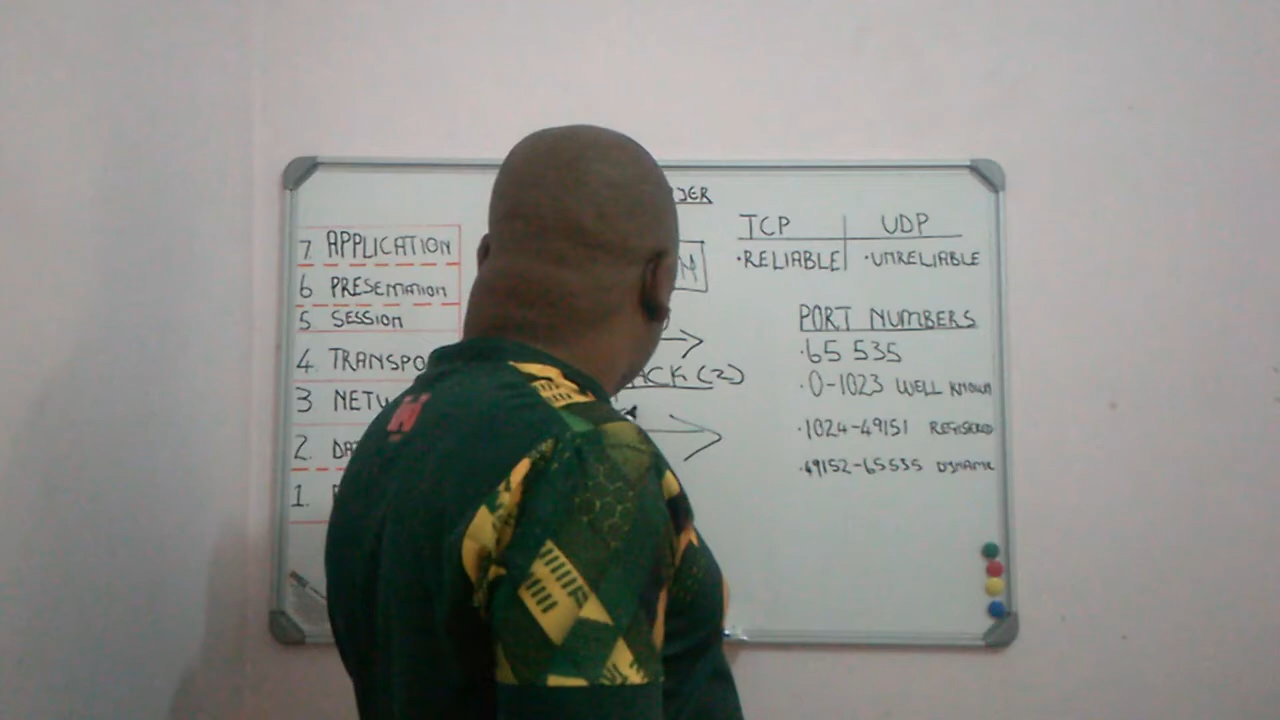 7. APPLICATION
6 PRESENTATION
5 SESSION
4 TRANSPO
3 NETW
2. DA
1.
DER
M
ACK (2)
TCP | UDP
·RELIABLE | ·UNRELIABLE
PORT NUMBERS
·65 535
·0-1023 WELL KNOWN
·1024-49151 REGISTERED
·49152-65535 DYNAMIC